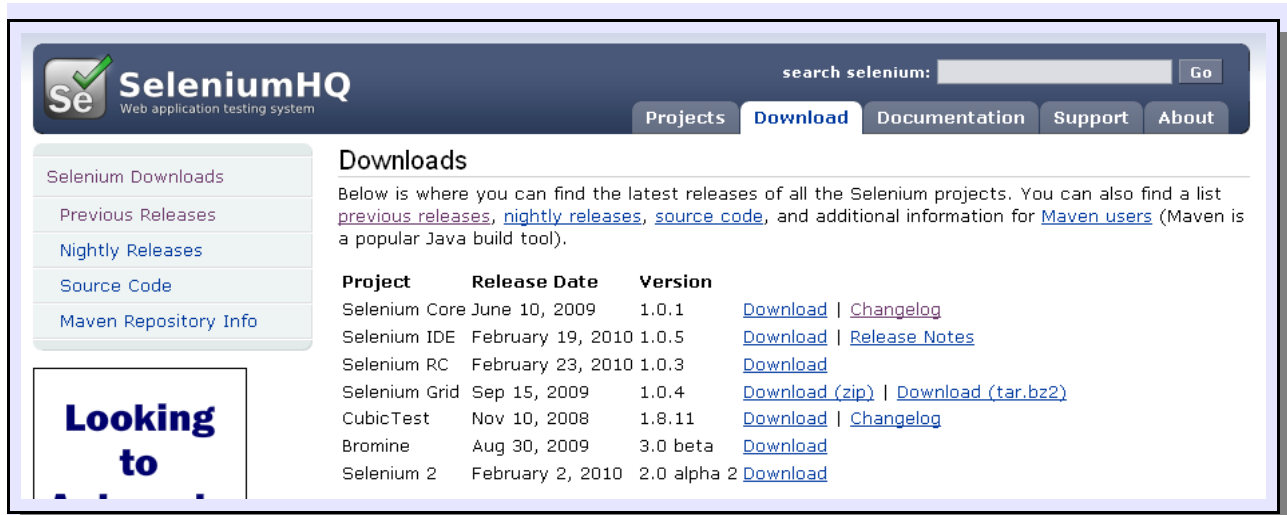 Se
SeleniumHQ
Web application testing system
search selenium: Go
Projects Download Documentation Support About
Selenium Downloads
Previous Releases
Nightly Releases
Source Code
Maven Repository Info
Looking
to
Downloads
Below is where you can find the latest releases of all the Selenium projects. You can also find a list
previous releases, nightly releases, source code, and additional information for Maven users (Maven is
a popular Java build tool).
Project Release Date Version
Selenium Core June 10, 2009 1.0.1 Download | Changelog
Selenium IDE February 19, 2010 1.0.5 Download | Release Notes
Selenium RC February 23, 2010 1.0.3 Download
Selenium Grid Sep 15, 2009 1.0.4 Download (zip) | Download (tar.bz2)
CubicTest Nov 10, 2008 1.8.11 Download | Changelog
Bromine Aug 30, 2009 3.0 beta Download
Selenium 2 February 2, 2010 2.0 alpha 2 Download